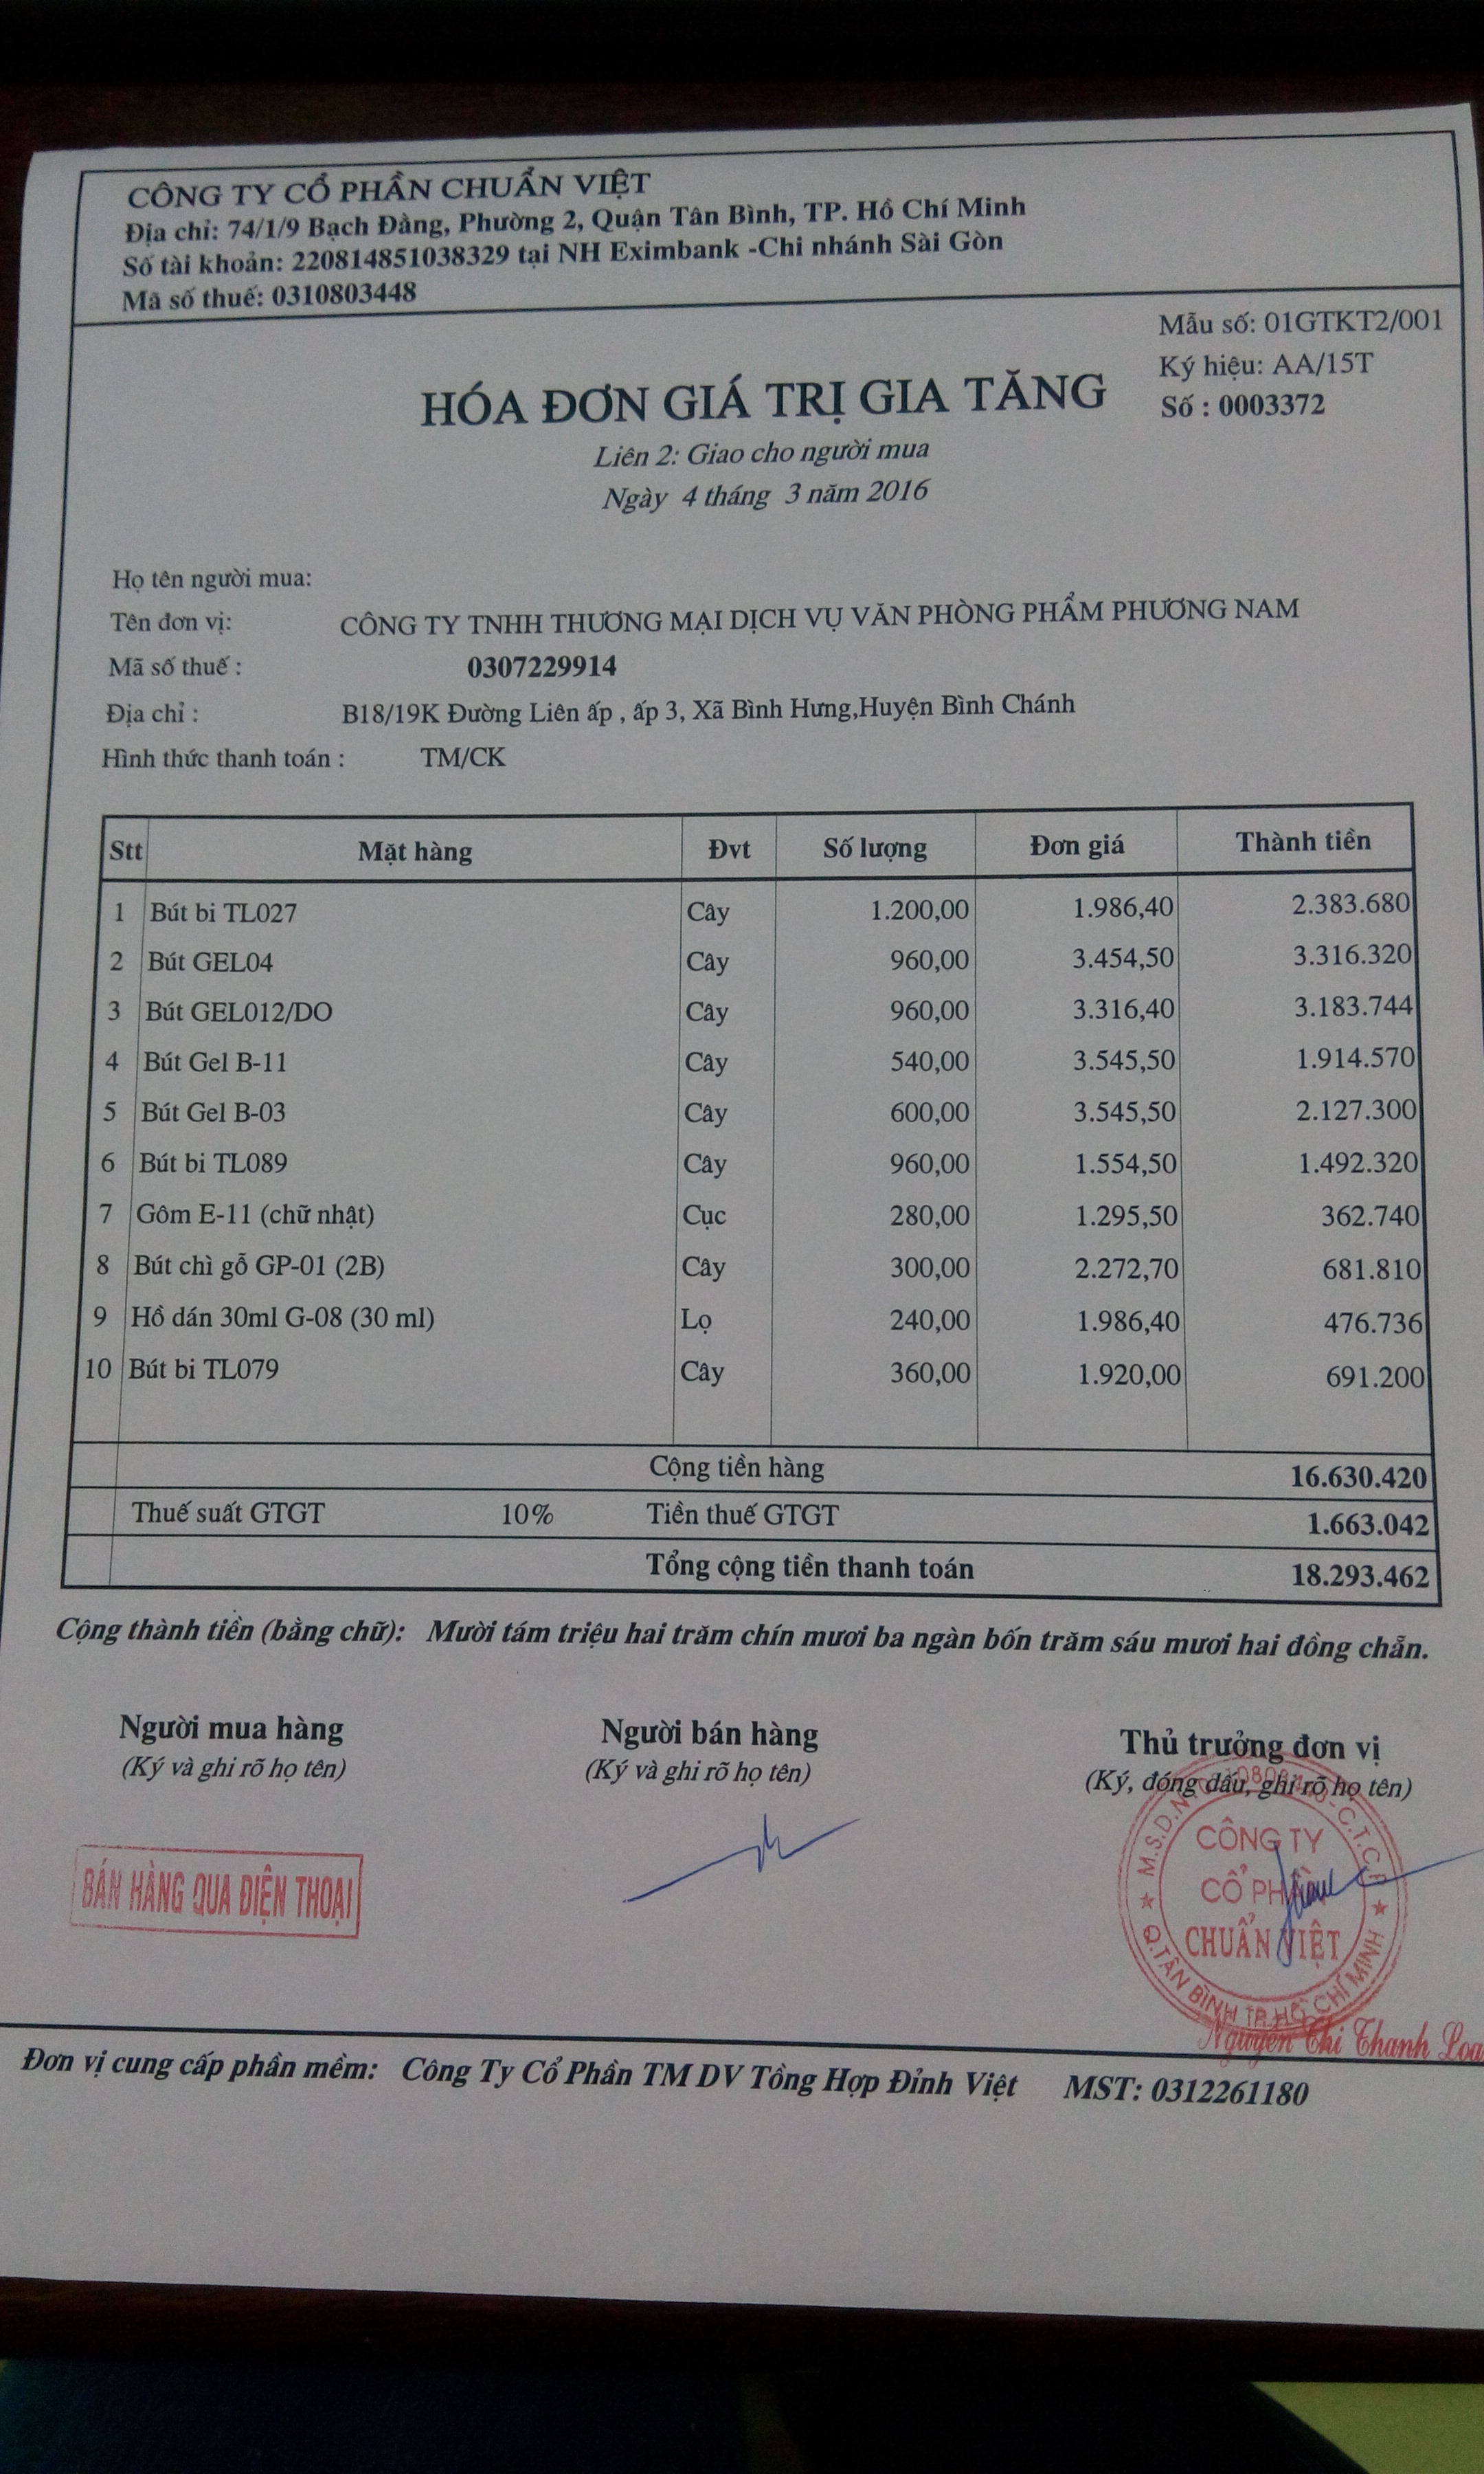 CÔNG TY CỔ PHẦN CHUẨN VIỆT
Địa chỉ: 74/1/9 Bạch Đằng, Phường 2, Quận Tân Bình, TP. Hồ Chí Minh
Số tài khoản: 220814851038329 tại NH Eximbank -Chi nhánh Sài Gòn
Mã số thuế: 0310803448
Mẫu số: 01GTKT2/001
Ký hiệu: AA/15T
Số : 0003372
HÓA ĐƠN GIÁ TRỊ GIA TĂNG
Liên 2: Giao cho người mua
Ngày 4 tháng 3 năm 2016
Họ tên người mua:
Tên đơn vị: CÔNG TY TNHH THƯƠNG MẠI DỊCH VỤ VĂN PHÒNG PHẨM PHƯƠNG NAM
Mã số thuế : 0307229914
Địa chỉ : B18/19K Đường Liên ấp , ấp 3, Xã Bình Hưng,Huyện Bình Chánh
Hình thức thanh toán : TM/CK
Stt Mặt hàng Đvt Số lượng Đơn giá Thành tiền
1 Bút bi TL027 Cây 1.200,00 1.986,40 2.383.680
2 Bút GEL04 Cây 960,00 3.454,50 3.316.320
3 Bút GEL012/DO Cây 960,00 3.316,40 3.183.744
4 Bút Gel B-11 Cây 540,00 3.545,50 1.914.570
5 Bút Gel B-03 Cây 600,00 3.545,50 2.127.300
6 Bút bi TL089 Cây 960,00 1.554,50 1.492.320
7 Gôm E-11 (chữ nhật) Cục 280,00 1.295,50 362.740
8 Bút chì gỗ GP-01 (2B) Cây 300,00 2.272,70 681.810
9 Hồ dán 30ml G-08 (30 ml) Lọ 240,00 1.986,40 476.736
10 Bút bi TL079 Cây 360,00 1.920,00 691.200
Cộng tiền hàng 16.630.420
Thuế suất GTGT 10% Tiền thuế GTGT 1.663.042
Tổng cộng tiền thanh toán 18.293.462
Cộng thành tiền (bằng chữ): Mười tám triệu hai trăm chín mươi ba ngàn bốn trăm sáu mươi hai đồng chẵn.
Người mua hàng Người bán hàng Thủ trưởng đơn vị
(Ký và ghi rõ họ tên) (Ký và ghi rõ họ tên) (Ký, đóng dấu, ghi rõ họ tên)
BÁN HÀNG QUA ĐIỆN THOẠI
CÔNG TY
CỔ PHẦN
CHUẨN VIỆT
Q.TÂN BÌNH TP.HỒ CHÍ MINH
Nguyễn Thị Thanh Loa
Đơn vị cung cấp phần mềm: Công Ty Cổ Phần TM DV Tổng Hợp Đỉnh Việt MST: 0312261180